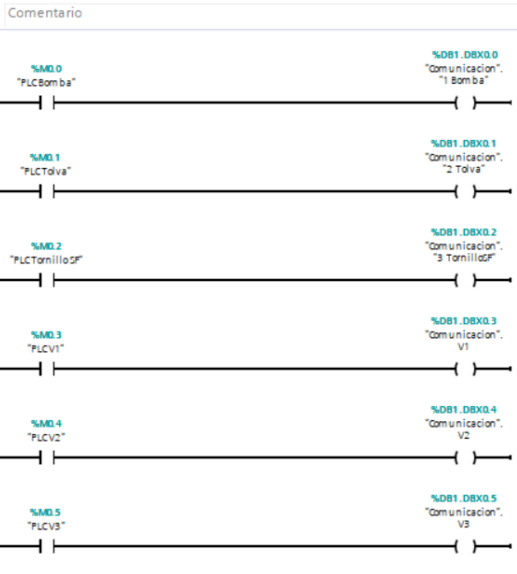 Comentario
%M0.0
"PLCBomba"
%DB1.DBX0.0
"Comunicacion".
"1 Bomba"
%M0.1
"PLCTolva"
%DB1.DBX0.1
"Comunicacion".
"2 Tolva"
%M0.2
"PLCTornilloSF"
%DB1.DBX0.2
"Comunicacion".
"3 TornilloSF"
%M0.3
"PLCV1"
%DB1.DBX0.3
"Comunicacion".
V1
%M0.4
"PLCV2"
%DB1.DBX0.4
"Comunicacion".
V2
%M0.5
"PLCV3"
%DB1.DBX0.5
"Comunicacion".
V3